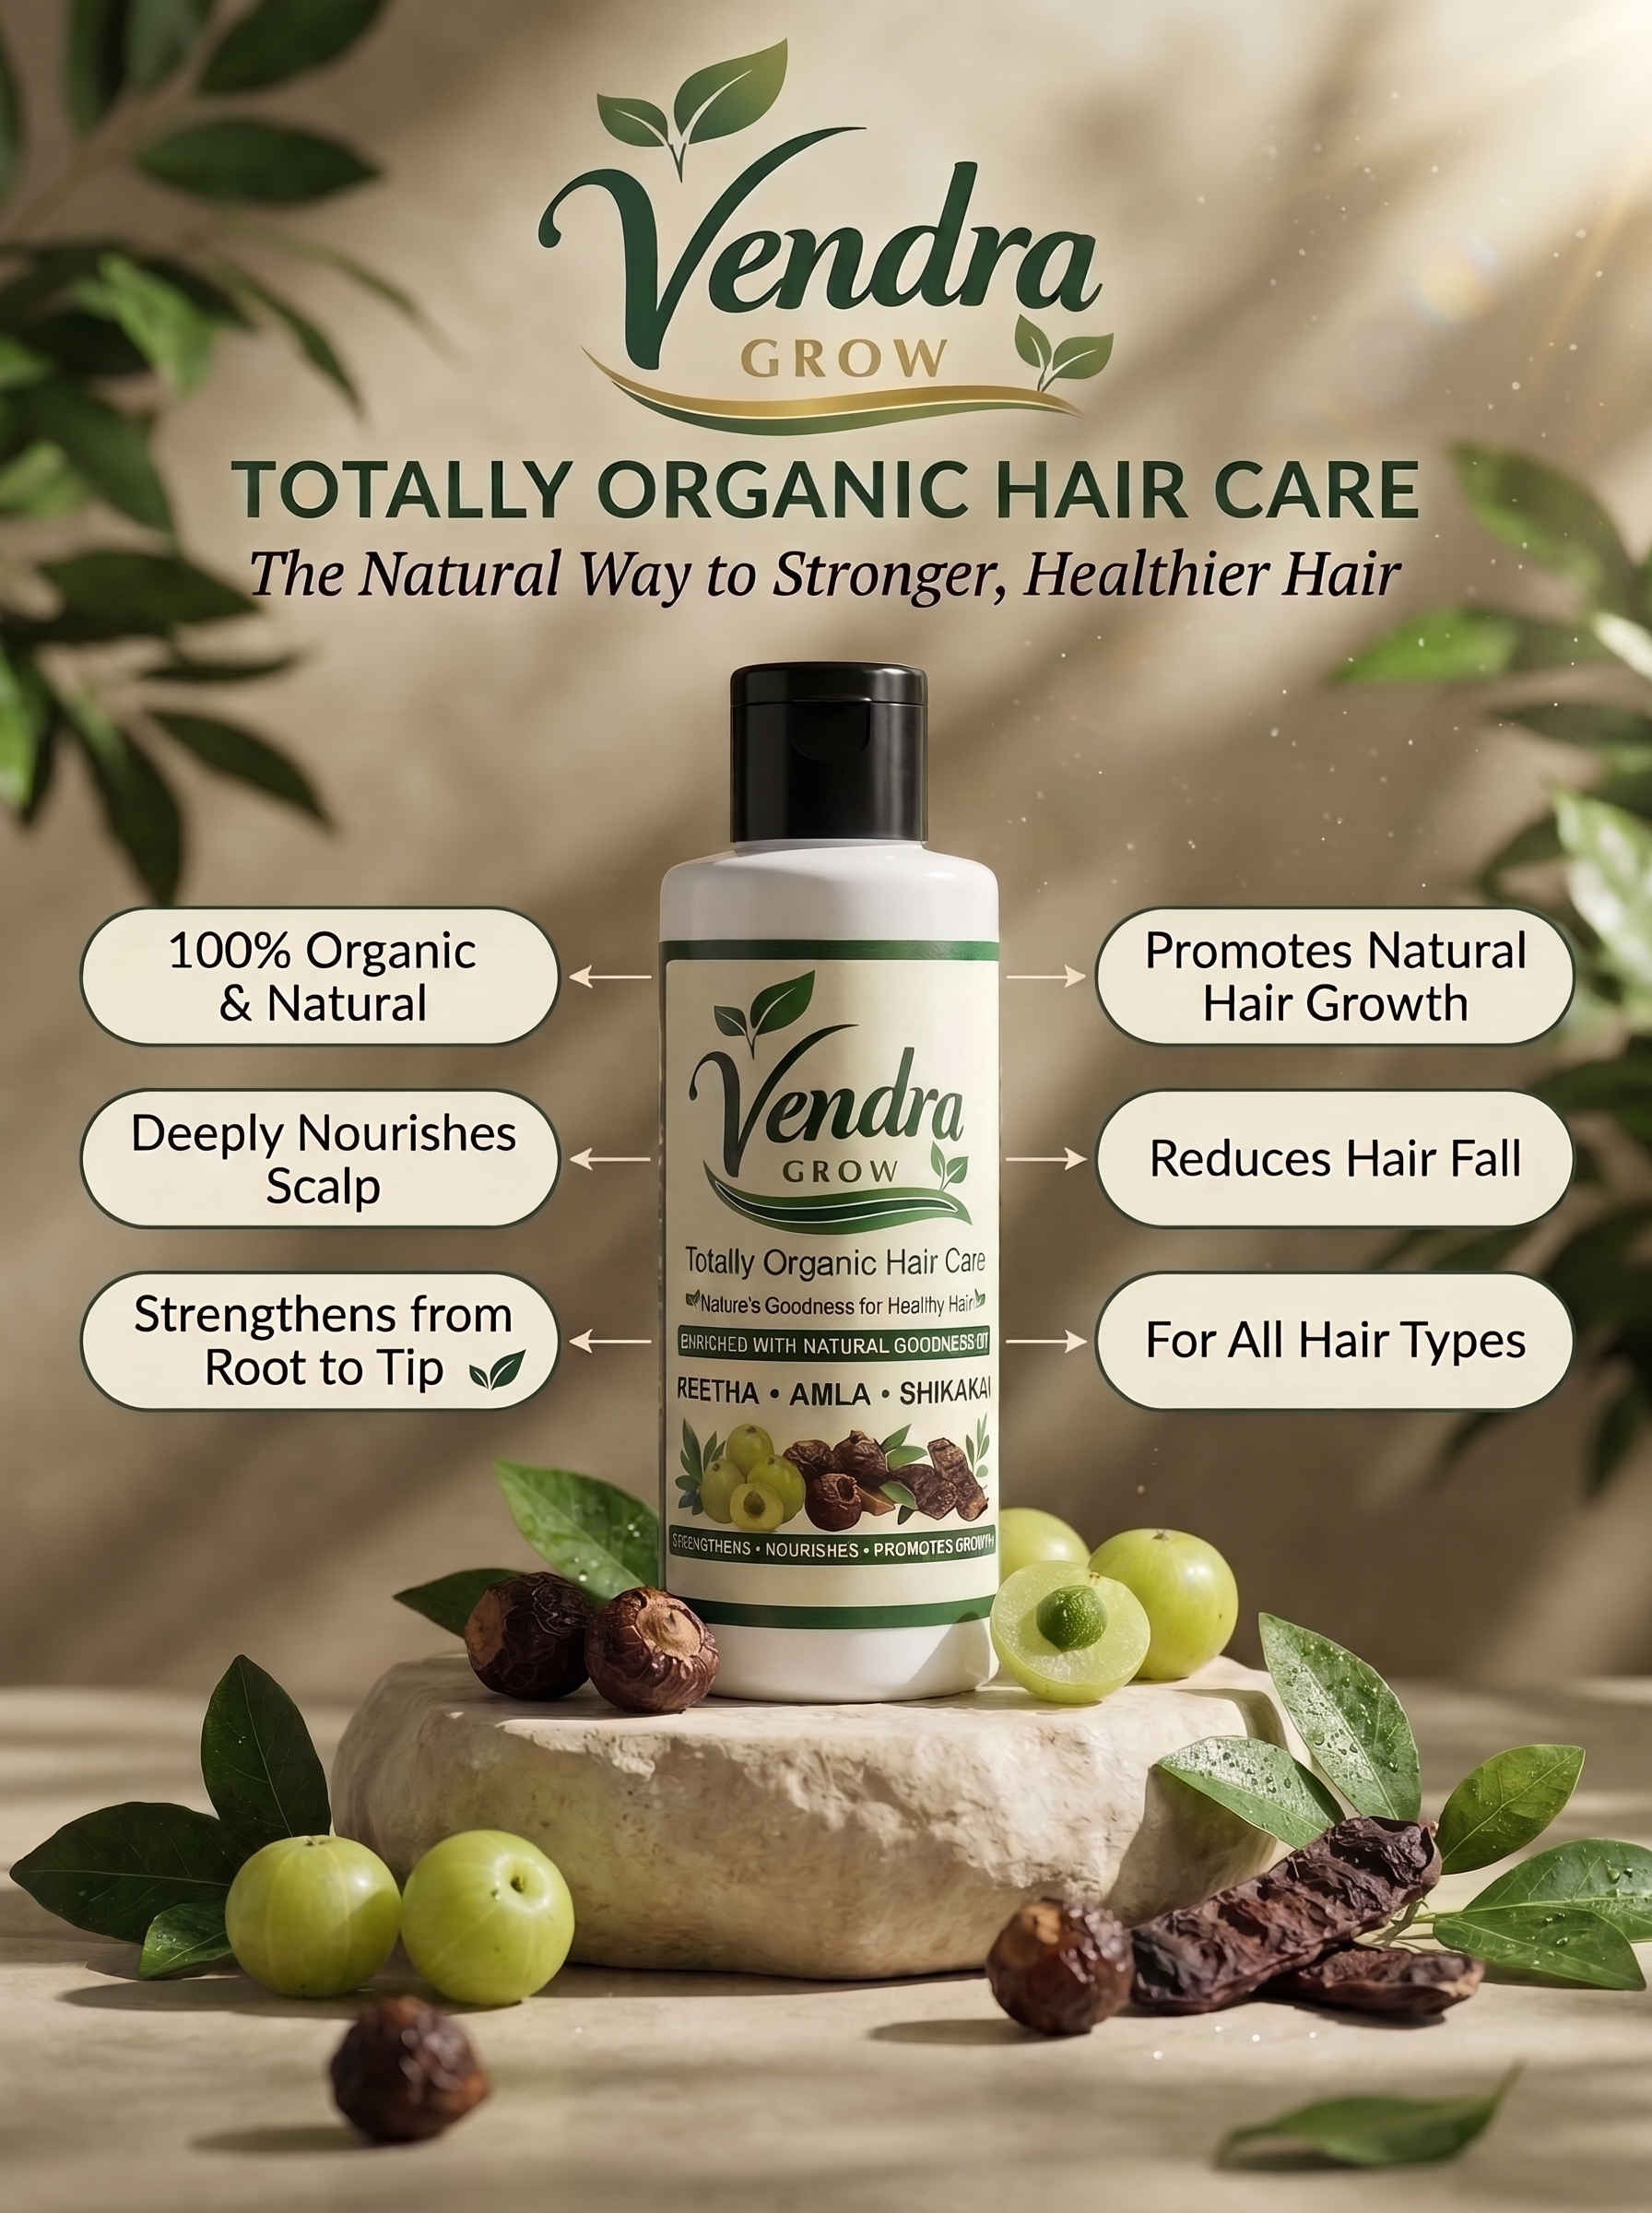 Vendra
GROW
TOTALLY ORGANIC HAIR CARE
The Natural Way to Stronger, Healthier Hair
100% Organic
& Natural
Deeply Nourishes
Scalp
Strengthens from
Root to Tip
Promotes Natural
Hair Growth
Reduces Hair Fall
For All Hair Types
Vendra
GROW
Totally Organic Hair Care
Nature's Goodness for Healthy Hair
ENRICHED WITH NATURAL GOODNESS
REETHA • AMLA • SHIKAKAI
STRENGTHENS • NOURISHES • PROMOTES GROWTH